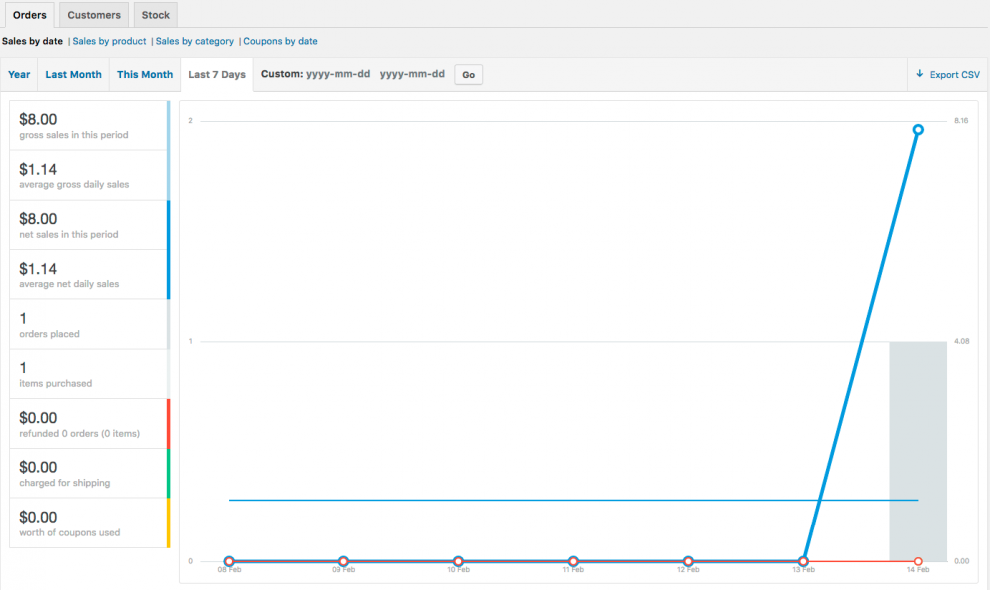 Orders Customers Stock
Sales by date | Sales by product | Sales by category | Coupons by date
Year Last Month This Month Last 7 Days Custom: yyyy-mm-dd yyyy-mm-dd Go Export CSV
$8.00
gross sales in this period
$1.14
average gross daily sales
$8.00
net sales in this period
$1.14
average net daily sales
1
orders placed
1
items purchased
$0.00
refunded 0 orders (0 items)
$0.00
charged for shipping
$0.00
worth of coupons used
2 8.16
1 4.08
0 0.00
08 Feb 09 Feb 10 Feb 11 Feb 12 Feb 13 Feb 14 Feb